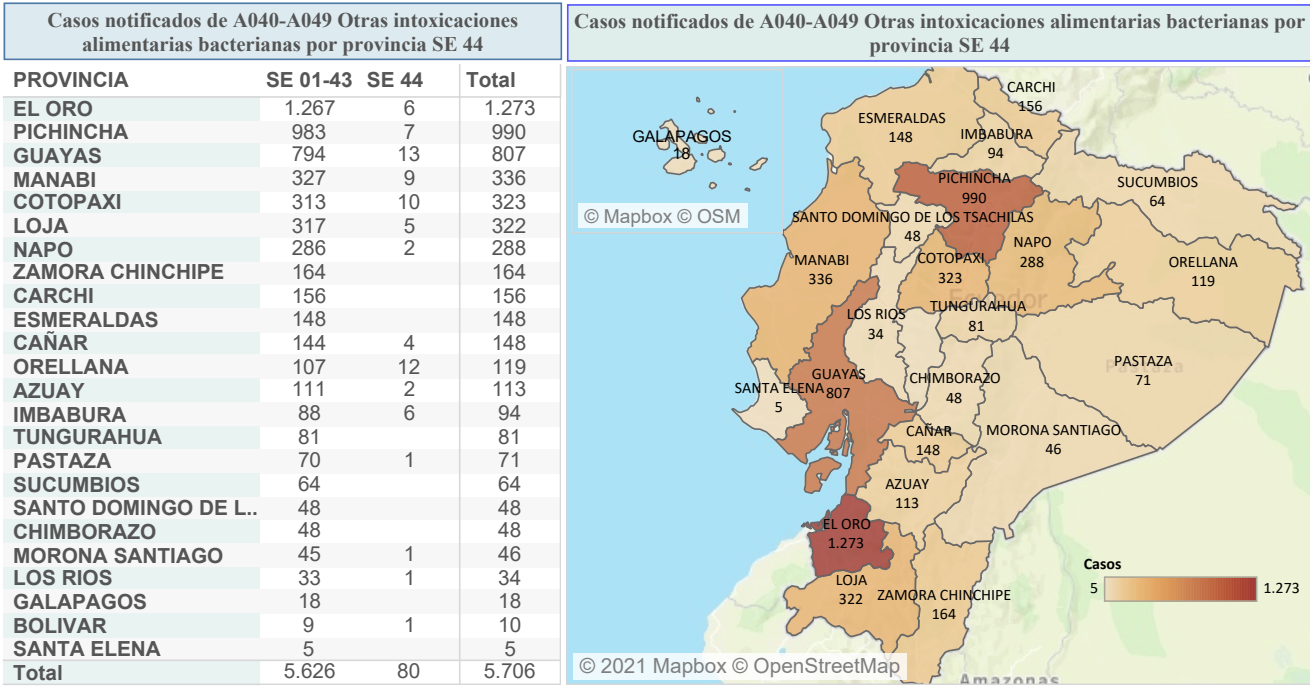 Casos notificados de A040-A049 Otras intoxicaciones
alimentarias bacterianas por provincia SE 44
PROVINCIA SE 01-43 SE 44 Total
EL ORO 1.267 6 1.273
PICHINCHA 983 7 990
GUAYAS 794 13 807
MANABI 327 9 336
COTOPAXI 313 10 323
LOJA 317 5 322
NAPO 286 2 288
ZAMORA CHINCHIPE 164 164
CARCHI 156 156
ESMERALDAS 148 148
CAÑAR 144 4 148
ORELLANA 107 12 119
AZUAY 111 2 113
IMBABURA 88 6 94
TUNGURAHUA 81 81
PASTAZA 70 1 71
SUCUMBIOS 64 64
SANTO DOMINGO DE L.. 48 48
CHIMBORAZO 48 48
MORONA SANTIAGO 45 1 46
LOS RIOS 33 1 34
GALAPAGOS 18 18
BOLIVAR 9 1 10
SANTA ELENA 5 5
Total 5.626 80 5.706
Casos notificados de A040-A049 Otras intoxicaciones alimentarias bacterianas por
provincia SE 44
CARCHI
156
ESMERALDAS
148
IMBABURA
94
GALAPAGOS
18
PICHINCHA
990
SUCUMBIOS
64
© Mapbox © OSM
SANTO DOMINGO DE LOS TSACHILAS
48
NAPO
288
MANABI
336
COTOPAXI
323
ORELLANA
119
Ecuador
TUNGURAHUA
81
LOS RIOS
34
PASTAZA
71
Pastaza
GUAYAS
807
CHIMBORAZO
48
SANTA ELENA
5
CAÑAR
148
MORONA SANTIAGO
46
AZUAY
113
EL ORO
1.273
LOJA
322
ZAMORA CHINCHIPE
164
Casos
5 1.273
© 2021 Mapbox © OpenStreetMap
Amazonas